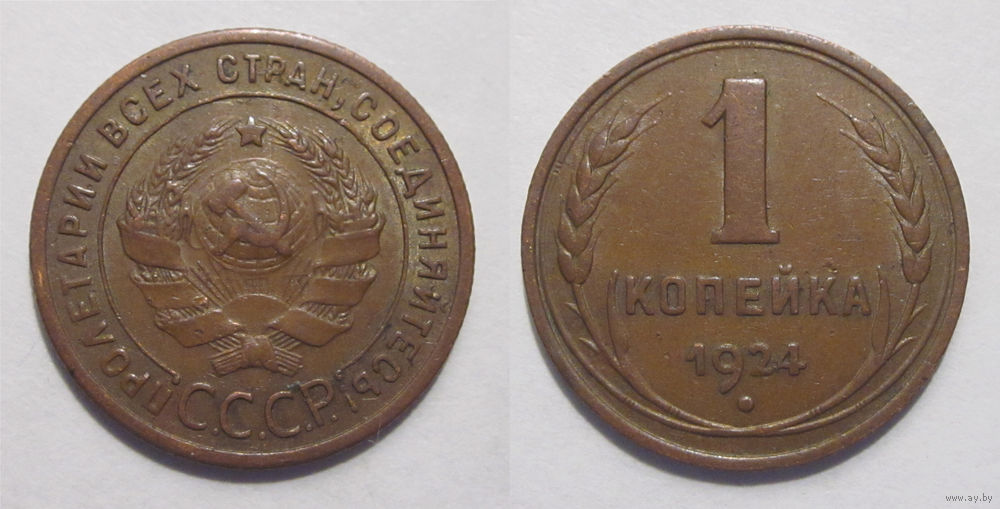 ПРОЛЕТАРИИ ВСЕХ СТРАН, СОЕДИНЯЙТЕСЬ!
С.С.С.Р.
1
КОПЕЙКА
1924
www.ay.by